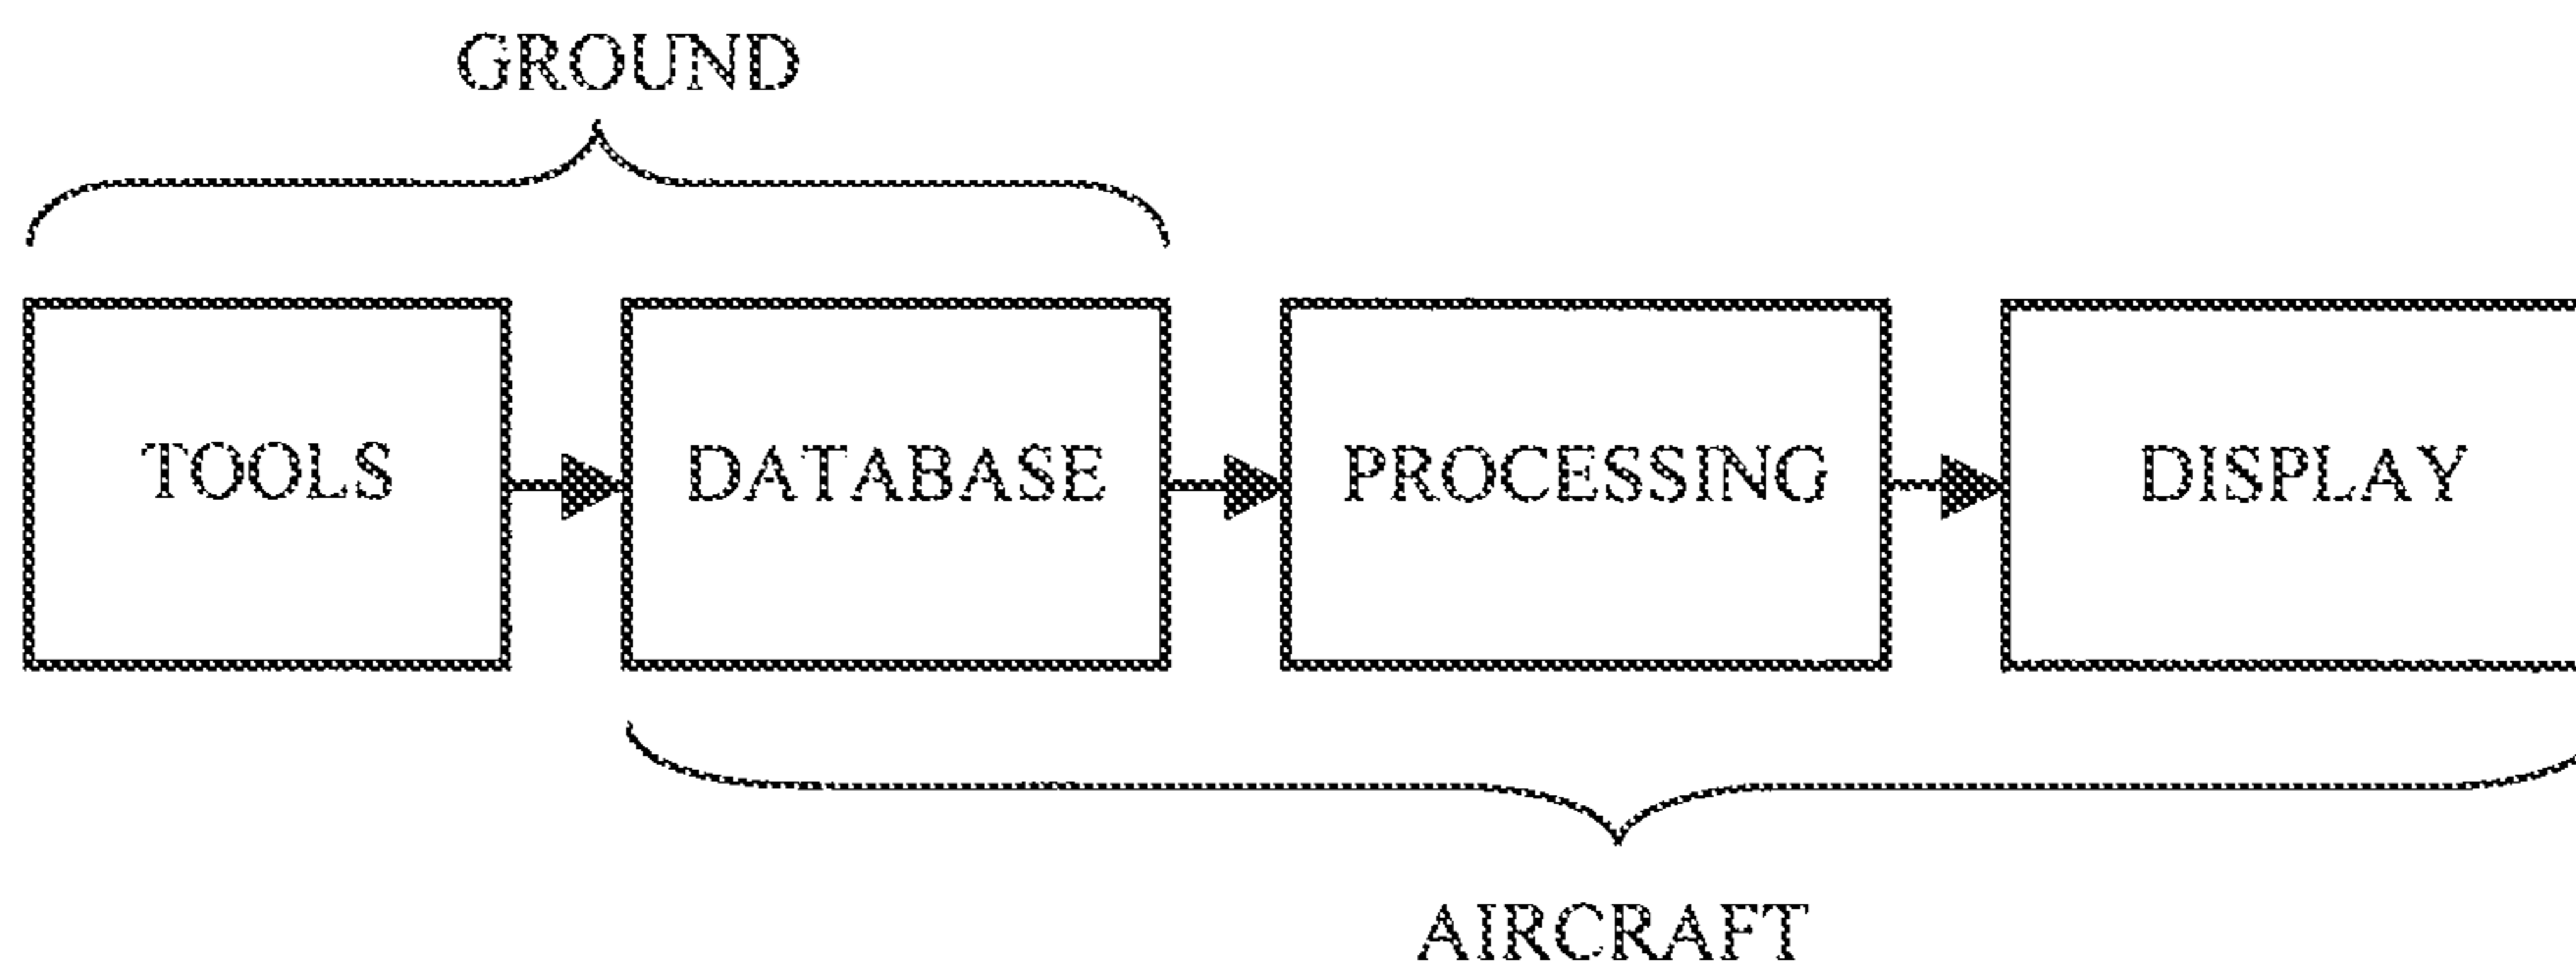 GROUND
TOOLS
DATABASE
PROCESSING
DISPLAY
AIRCRAFT